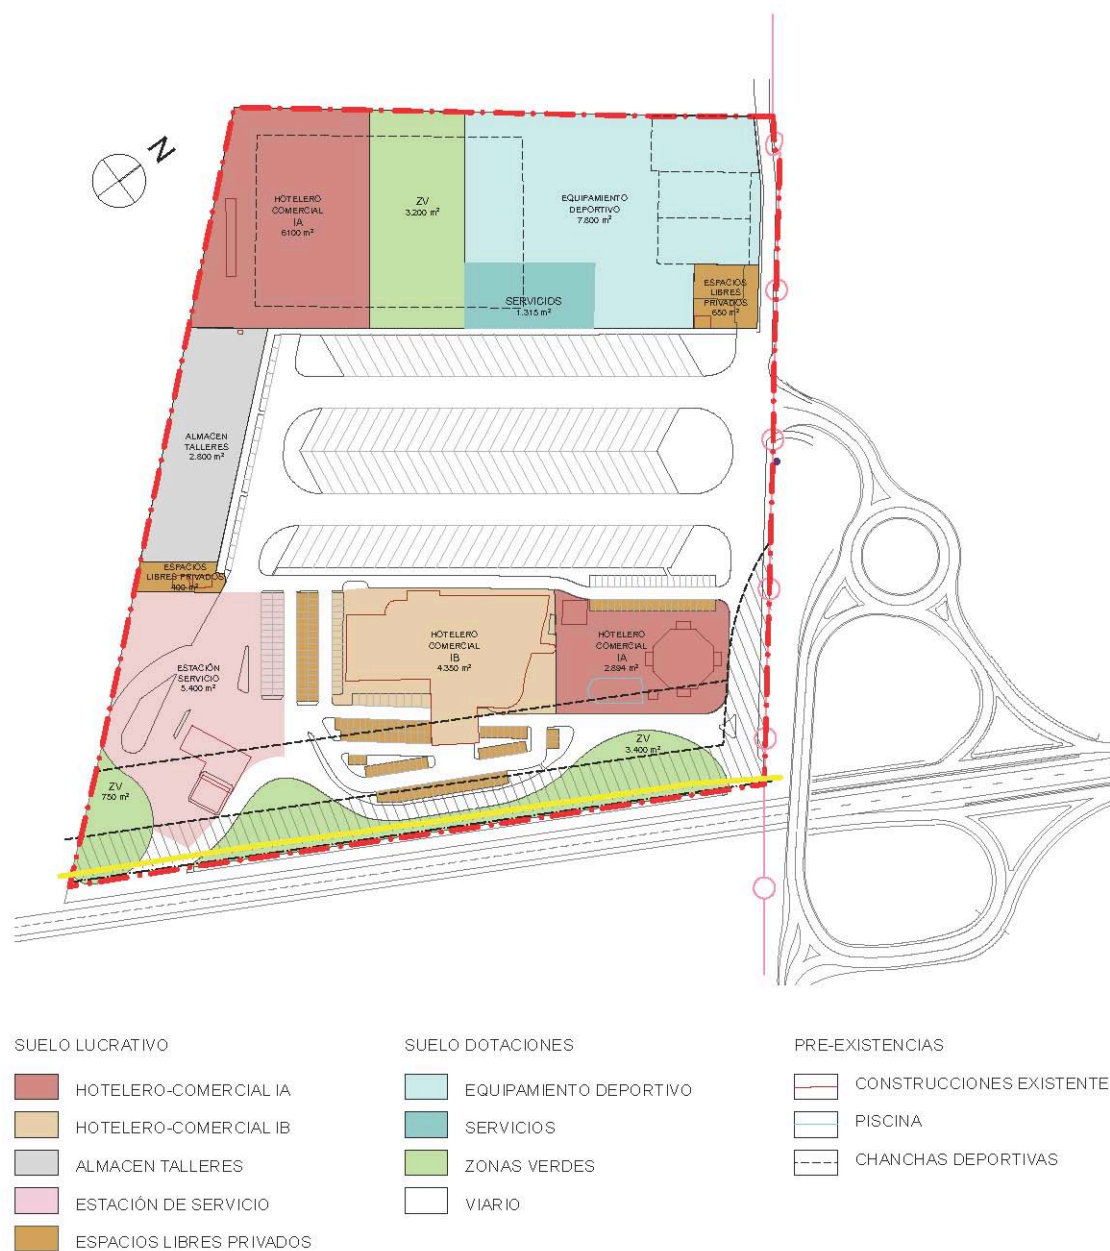 N
HOTELERO
COMERCIAL
IA
6100 m²
ZV
3.200 m²
EQUIPAMIENTO
DEPORTIVO
7.800 m²
SERVICIOS
1.315 m²
ESPACIOS
LIBRES
PRIVADOS
650 m²
ALMACEN
TALLERES
2.800 m²
ESPACIOS
LIBRES PRIVADOS
400 m²
ESTACIÓN
SERVICIO
5.400 m²
HOTELERO
COMERCIAL
IB
4.350 m²
HOTELERO
COMERCIAL
IA
2.894 m²
ZV
3.400 m²
ZV
750 m²
SUELO LUCRATIVO
HOTELERO-COMERCIAL IA
HOTELERO-COMERCIAL IB
ALMACEN TALLERES
ESTACIÓN DE SERVICIO
ESPACIOS LIBRES PRIVADOS
SUELO DOTACIONES
EQUIPAMIENTO DEPORTIVO
SERVICIOS
ZONAS VERDES
VIARIO
PRE-EXISTENCIAS
CONSTRUCCIONES EXISTENTE
PISCINA
CHANCHAS DEPORTIVAS